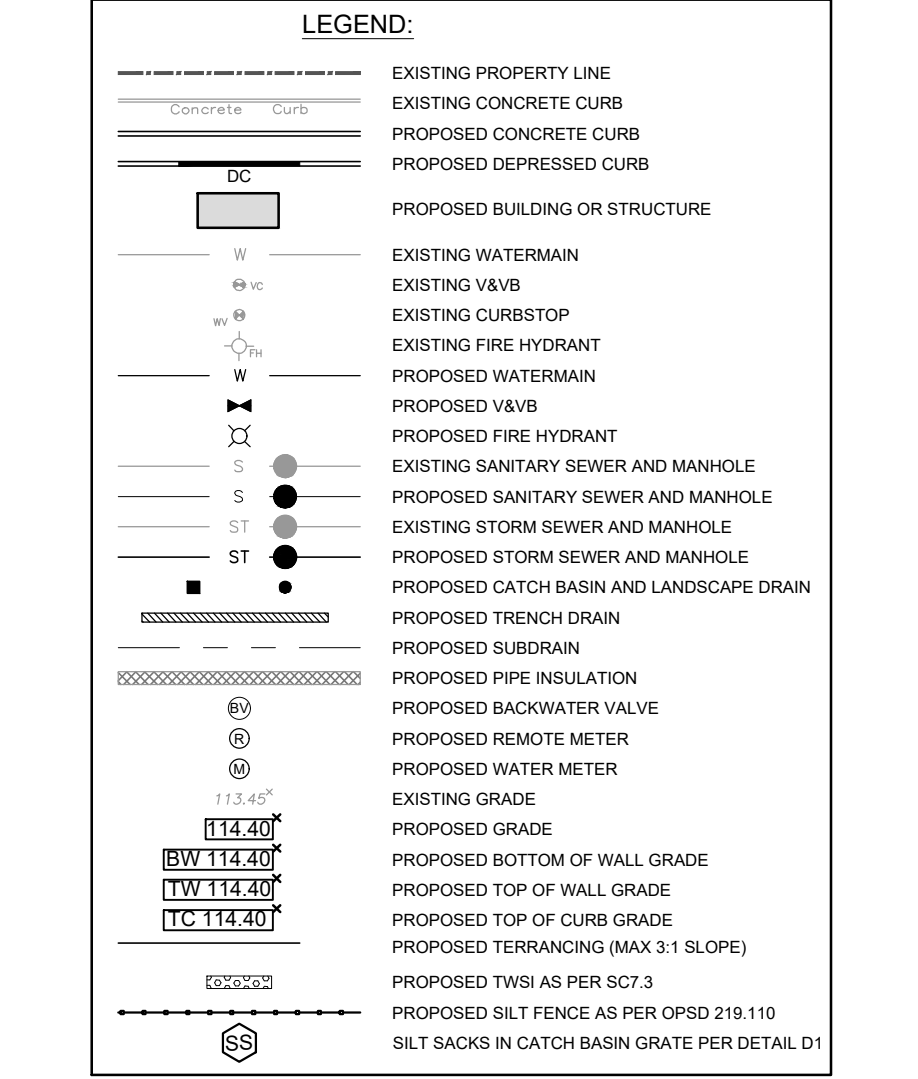 LEGEND:
EXISTING PROPERTY LINE
Concrete Curb EXISTING CONCRETE CURB
PROPOSED CONCRETE CURB
DC PROPOSED DEPRESSED CURB
PROPOSED BUILDING OR STRUCTURE
W EXISTING WATERMAIN
VC EXISTING V&VB
WV EXISTING CURBSTOP
FH EXISTING FIRE HYDRANT
W PROPOSED WATERMAIN
PROPOSED V&VB
PROPOSED FIRE HYDRANT
S EXISTING SANITARY SEWER AND MANHOLE
S PROPOSED SANITARY SEWER AND MANHOLE
ST EXISTING STORM SEWER AND MANHOLE
ST PROPOSED STORM SEWER AND MANHOLE
PROPOSED CATCH BASIN AND LANDSCAPE DRAIN
PROPOSED TRENCH DRAIN
PROPOSED SUBDRAIN
PROPOSED PIPE INSULATION
BV PROPOSED BACKWATER VALVE
R PROPOSED REMOTE METER
M PROPOSED WATER METER
113.45 EXISTING GRADE
114.40 PROPOSED GRADE
BW 114.40 PROPOSED BOTTOM OF WALL GRADE
TW 114.40 PROPOSED TOP OF WALL GRADE
TC 114.40 PROPOSED TOP OF CURB GRADE
PROPOSED TERRANCING (MAX 3:1 SLOPE)
PROPOSED TWSI AS PER SC7.3
PROPOSED SILT FENCE AS PER OPSD 219.110
SS SILT SACKS IN CATCH BASIN GRATE PER DETAIL D1